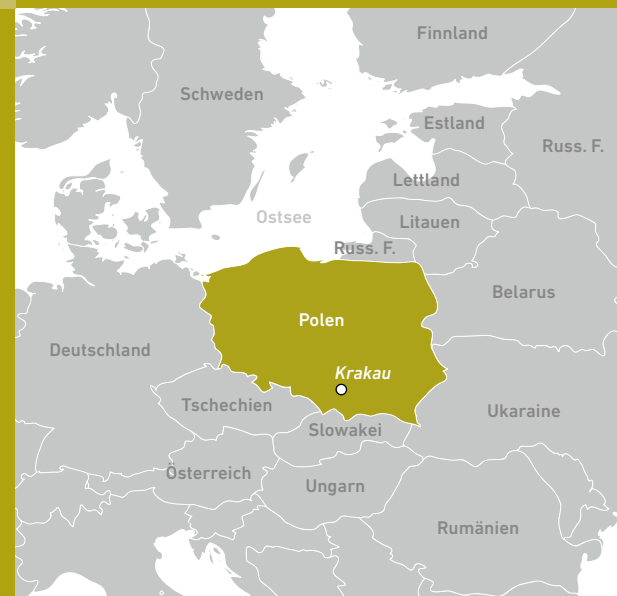 Finnland
Schweden
Estland
Russ. F.
Lettland
Ostsee
Litauen
Russ. F.
Belarus
Polen
Deutschland
Krakau
Tschechien
Ukaraine
Slowakei
Österreich
Ungarn
Rumänien